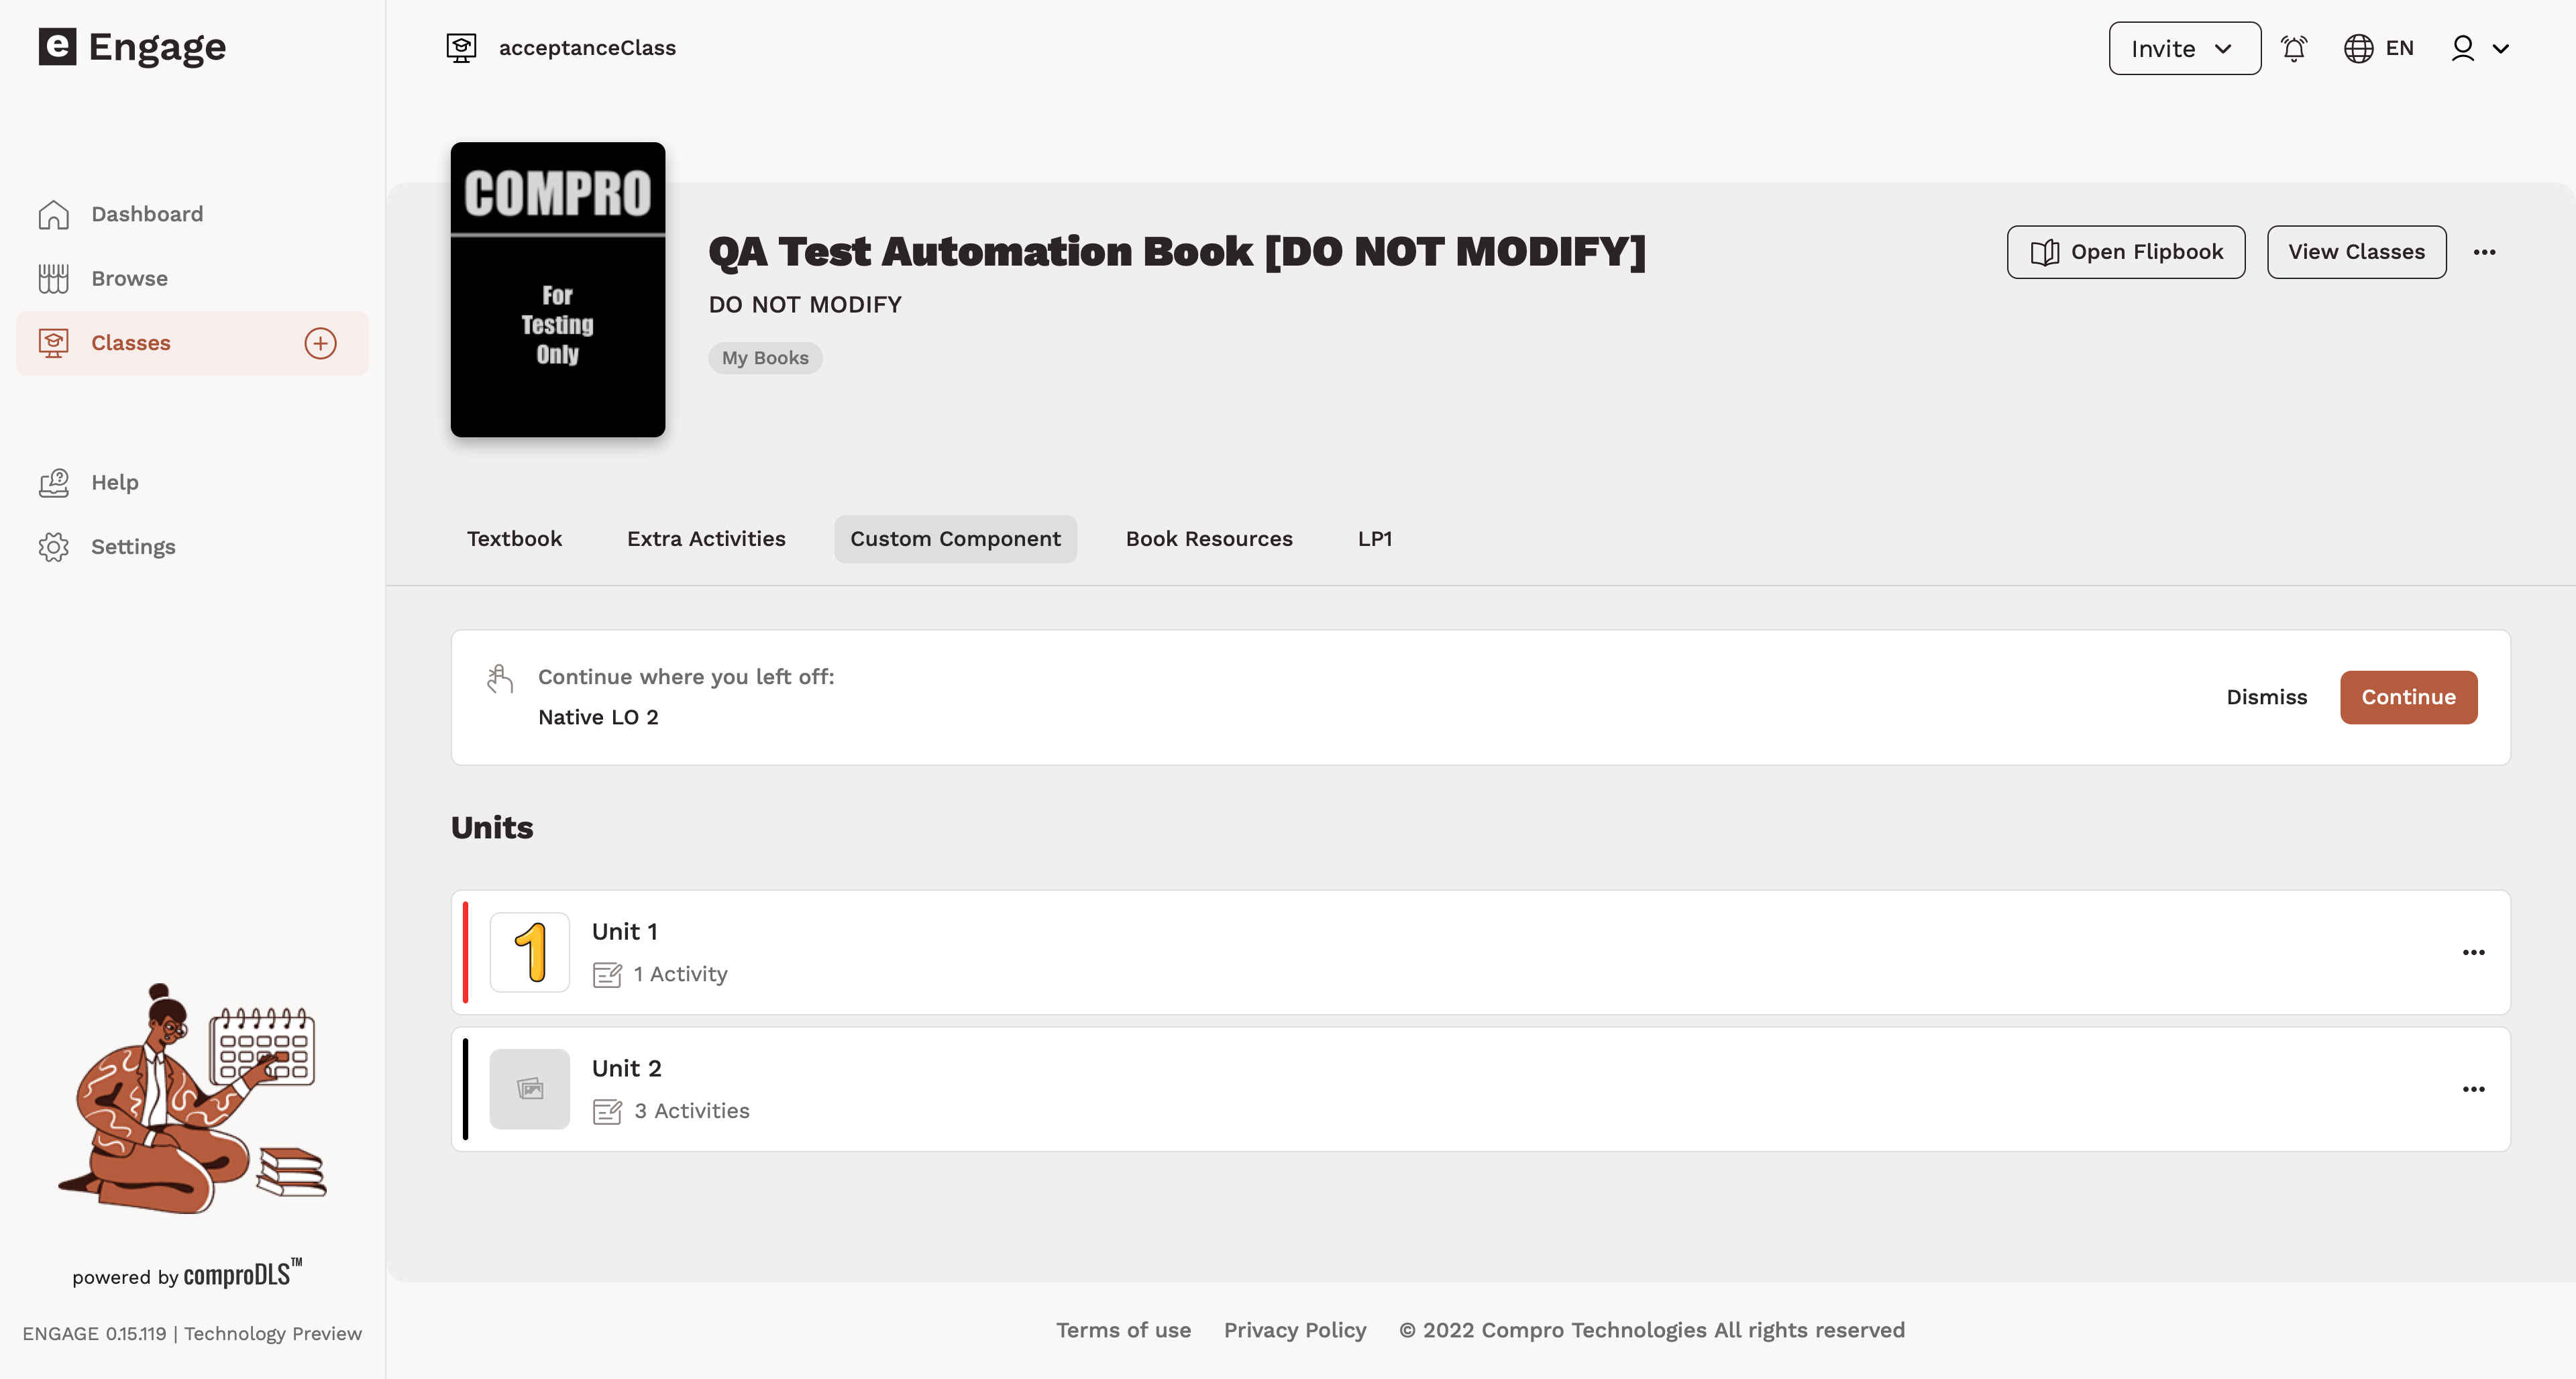 e Engage
acceptanceClass
Invite
EN
Dashboard
Browse
Classes
Help
Settings
COMPRO
For
Testing
Only
QA Test Automation Book [DO NOT MODIFY]
DO NOT MODIFY
My Books
Open Flipbook
View Classes
Textbook
Extra Activities
Custom Component
Book Resources
LP1
Continue where you left off:
Native LO 2
Dismiss
Continue
Units
1
Unit 1
1 Activity
Unit 2
3 Activities
powered by comproDLS™
ENGAGE 0.15.119 | Technology Preview
Terms of use
Privacy Policy
© 2022 Compro Technologies All rights reserved